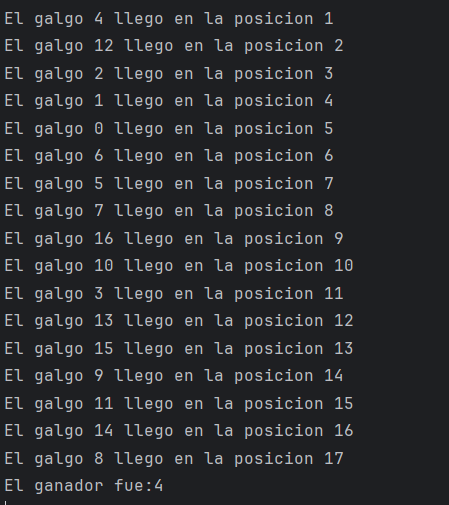 El galgo 4 llego en la posicion 1
El galgo 12 llego en la posicion 2
El galgo 2 llego en la posicion 3
El galgo 1 llego en la posicion 4
El galgo 0 llego en la posicion 5
El galgo 6 llego en la posicion 6
El galgo 5 llego en la posicion 7
El galgo 7 llego en la posicion 8
El galgo 16 llego en la posicion 9
El galgo 10 llego en la posicion 10
El galgo 3 llego en la posicion 11
El galgo 13 llego en la posicion 12
El galgo 15 llego en la posicion 13
El galgo 9 llego en la posicion 14
El galgo 11 llego en la posicion 15
El galgo 14 llego en la posicion 16
El galgo 8 llego en la posicion 17
El ganador fue:4